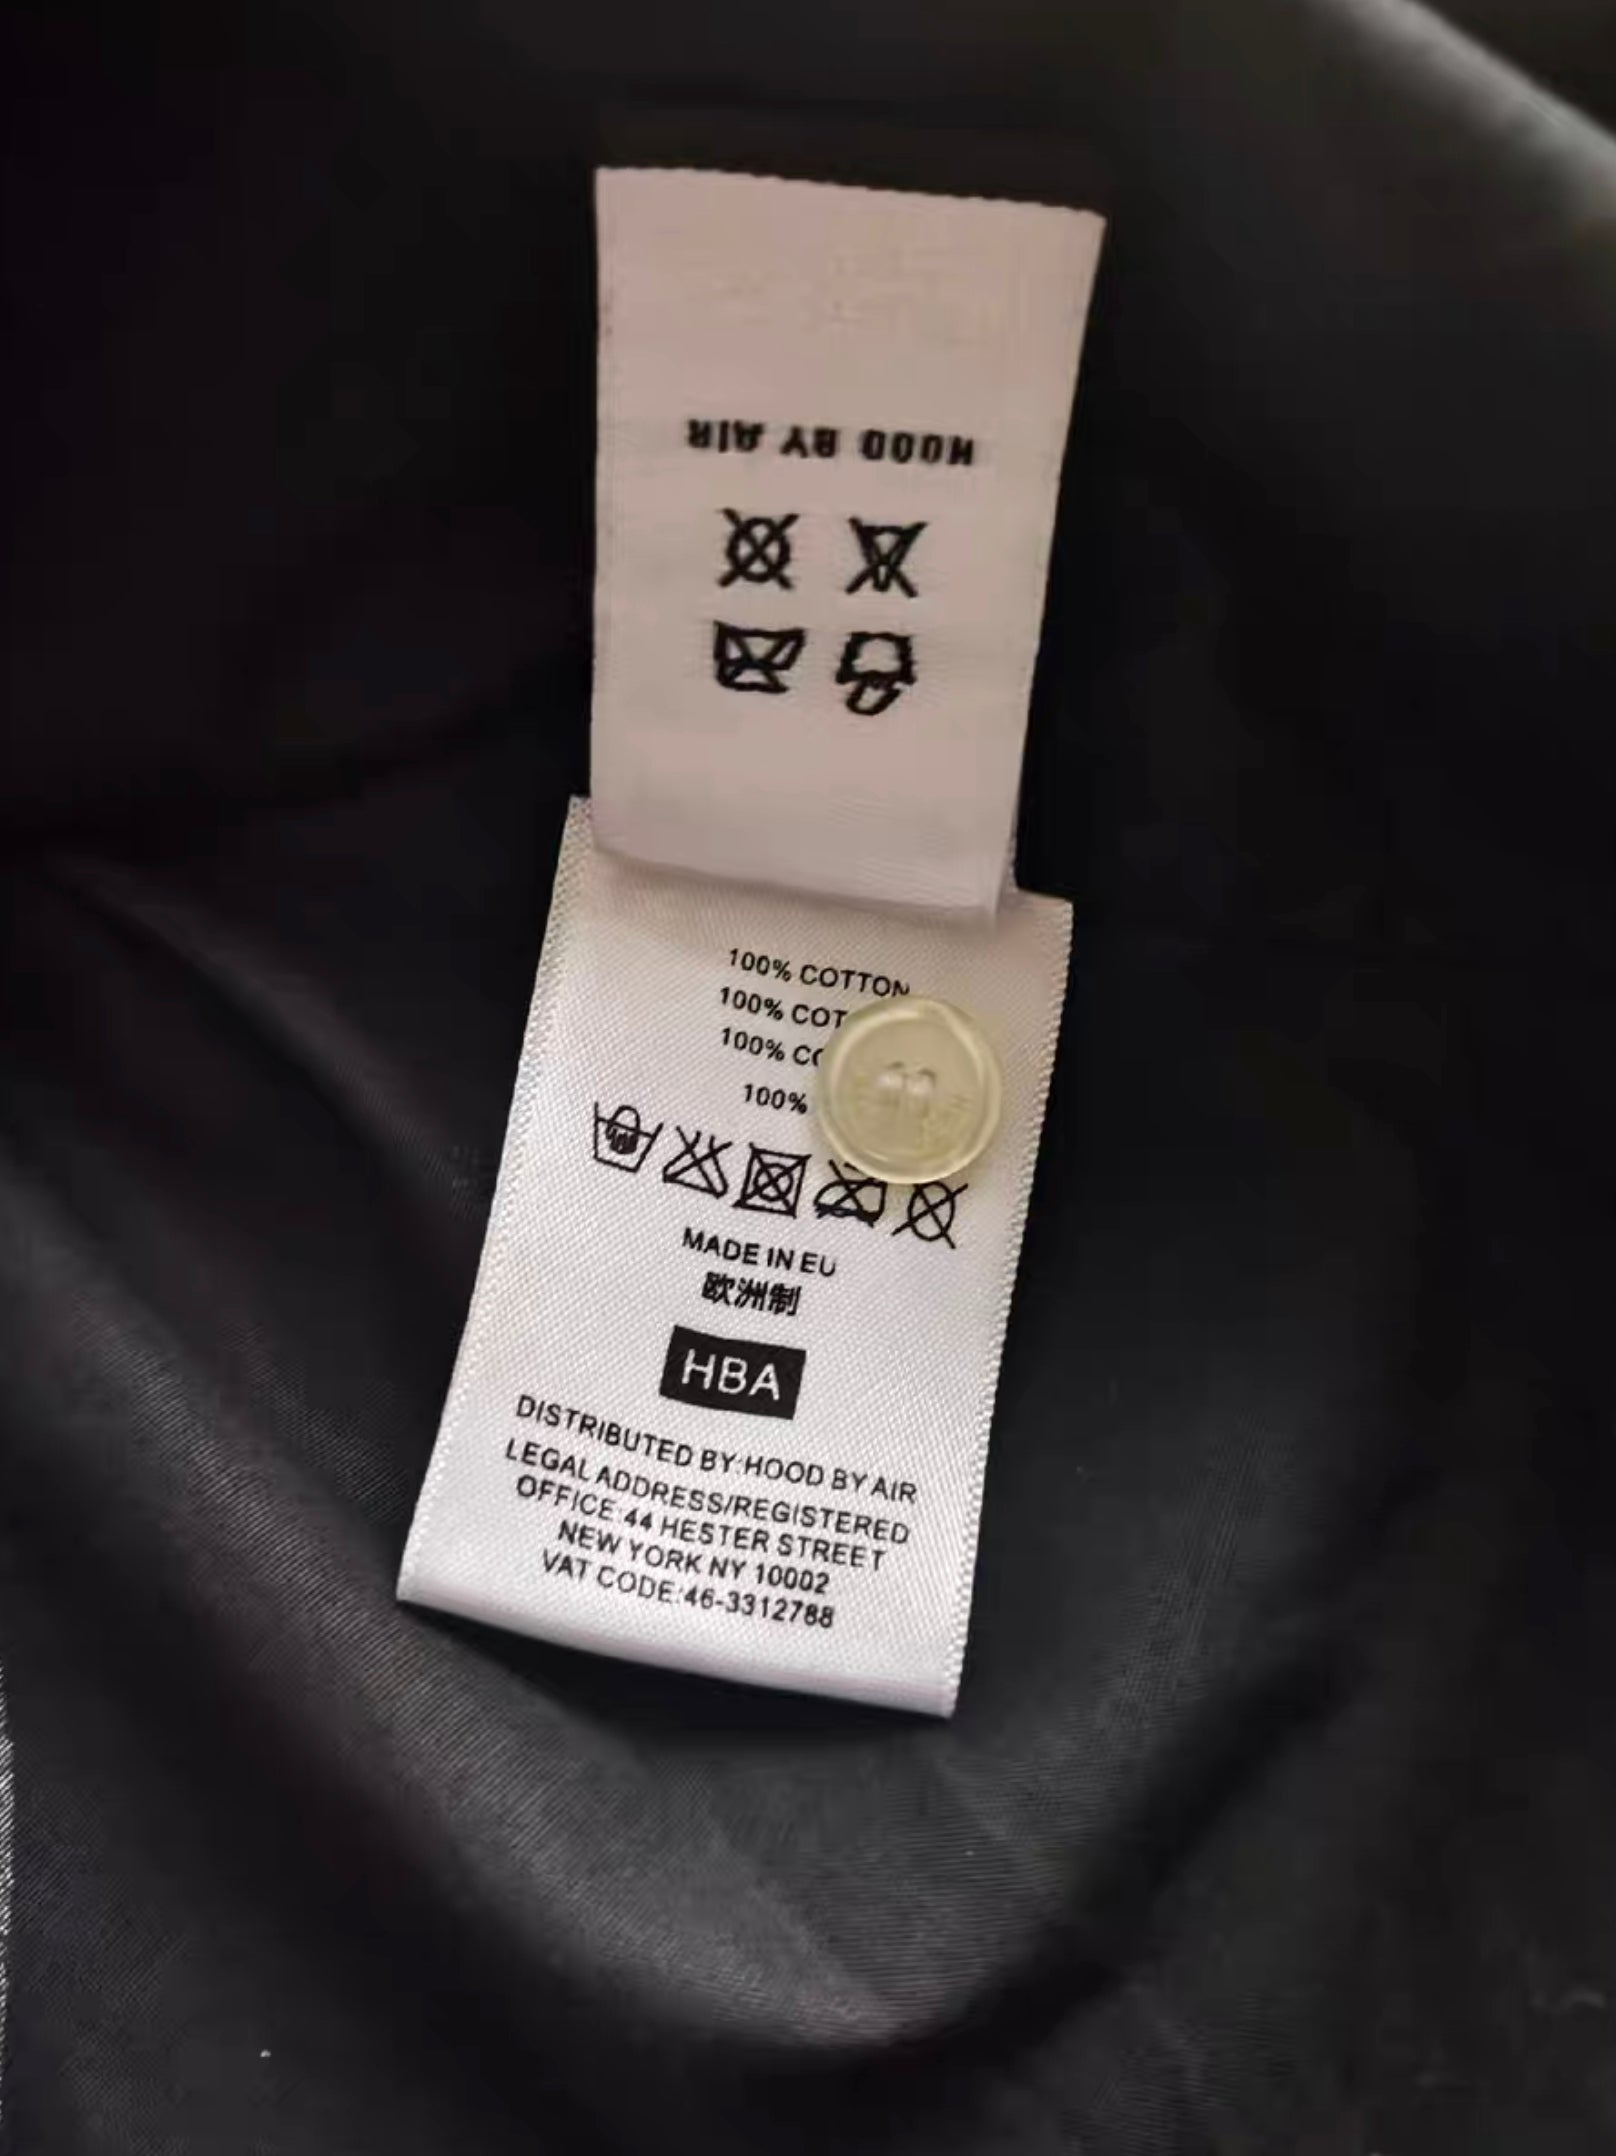 HOOD BY AIR
100% COTTON
100% COT
100% CO
100%
MADE IN EU
欧洲制
HBA
DISTRIBUTED BY:HOOD BY AIR
LEGAL ADDRESS/REGISTERED
OFFICE:44 HESTER STREET
NEW YORK NY 10002
VAT CODE:46-3312788